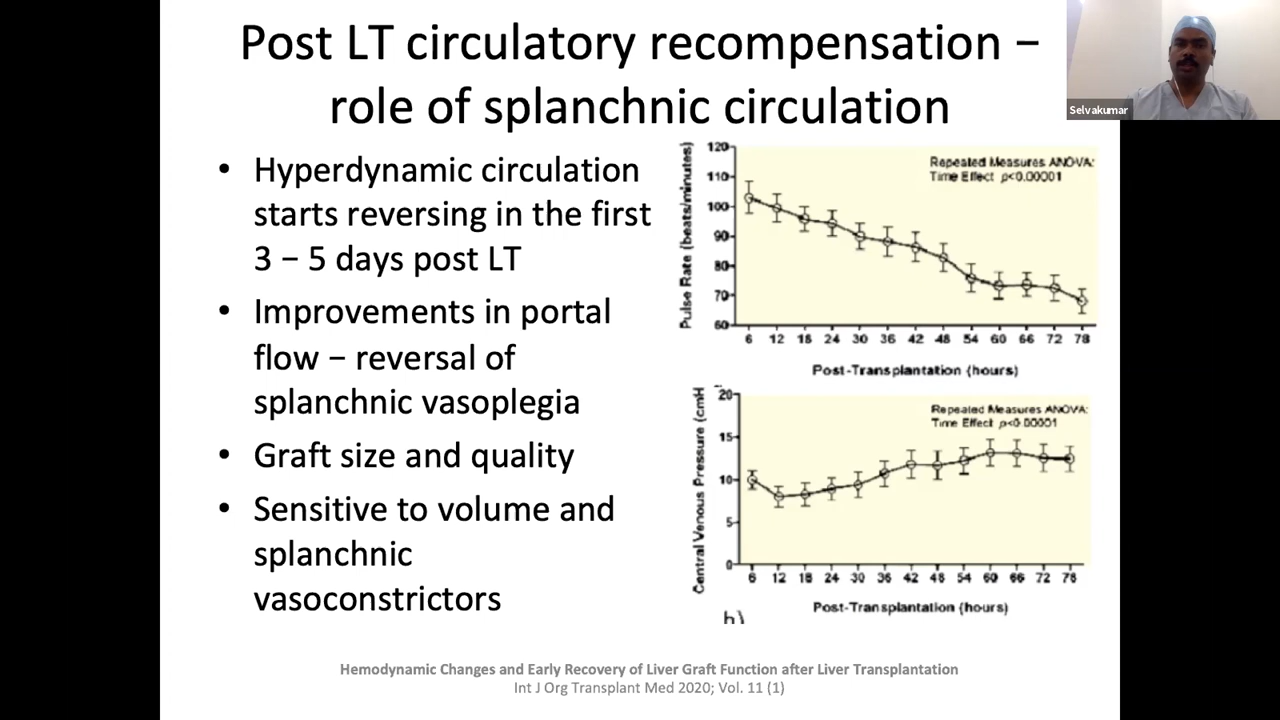 Post LT circulatory recompensation –
role of splanchnic circulation
Selvakumar
• Hyperdynamic circulation
starts reversing in the first
3 – 5 days post LT
• Improvements in portal
flow – reversal of
splanchnic vasoplegia
• Graft size and quality
• Sensitive to volume and
splanchnic
vasoconstrictors
Pulse Rate (beats/minutes)
120
110
100
90
80
70
60
Repeated Measures ANOVA:
Time Effect p<0.00001
6 12 18 24 30 36 42 48 54 60 66 72 78
Post-Transplantation (hours)
Central Venous Pressure (cmH
20
15
10
5
0
Repeated Measures ANOVA:
Time Effect p<0.00001
6 12 18 24 30 36 42 48 54 60 66 72 78
Post-Transplantation (hours)
Hemodynamic Changes and Early Recovery of Liver Graft Function after Liver Transplantation
Int J Org Transplant Med 2020; Vol. 11 (1)